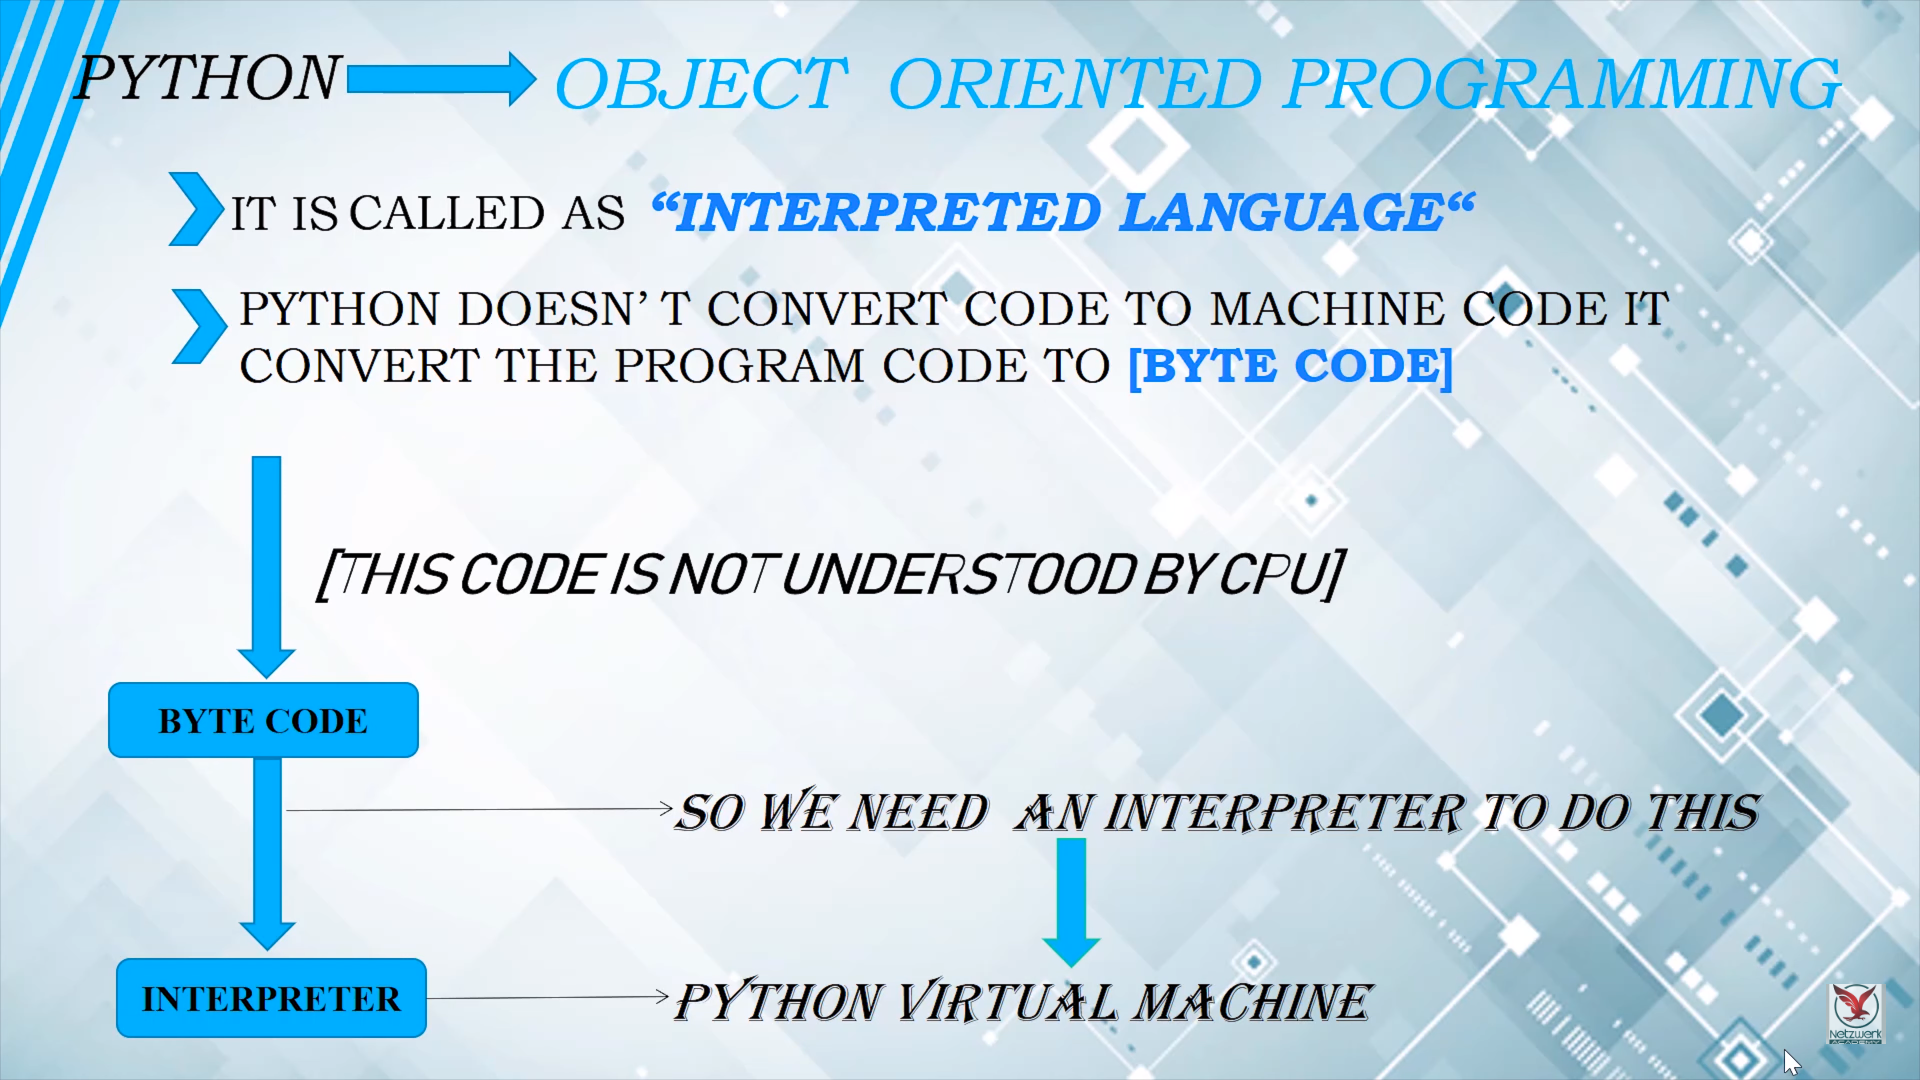 PYTHON OBJECT ORIENTED PROGRAMMING
IT IS CALLED AS “INTERPRETED LANGUAGE“
PYTHON DOESN’ T CONVERT CODE TO MACHINE CODE IT
CONVERT THE PROGRAM CODE TO [BYTE CODE]
[THIS CODE IS NOT UNDERSTOOD BY CPU]
BYTE CODE
SO WE NEED AN INTERPRETER TO DO THIS
INTERPRETER
PYTHON VIRTUAL MACHINE
Netzwerk
ACADEMY